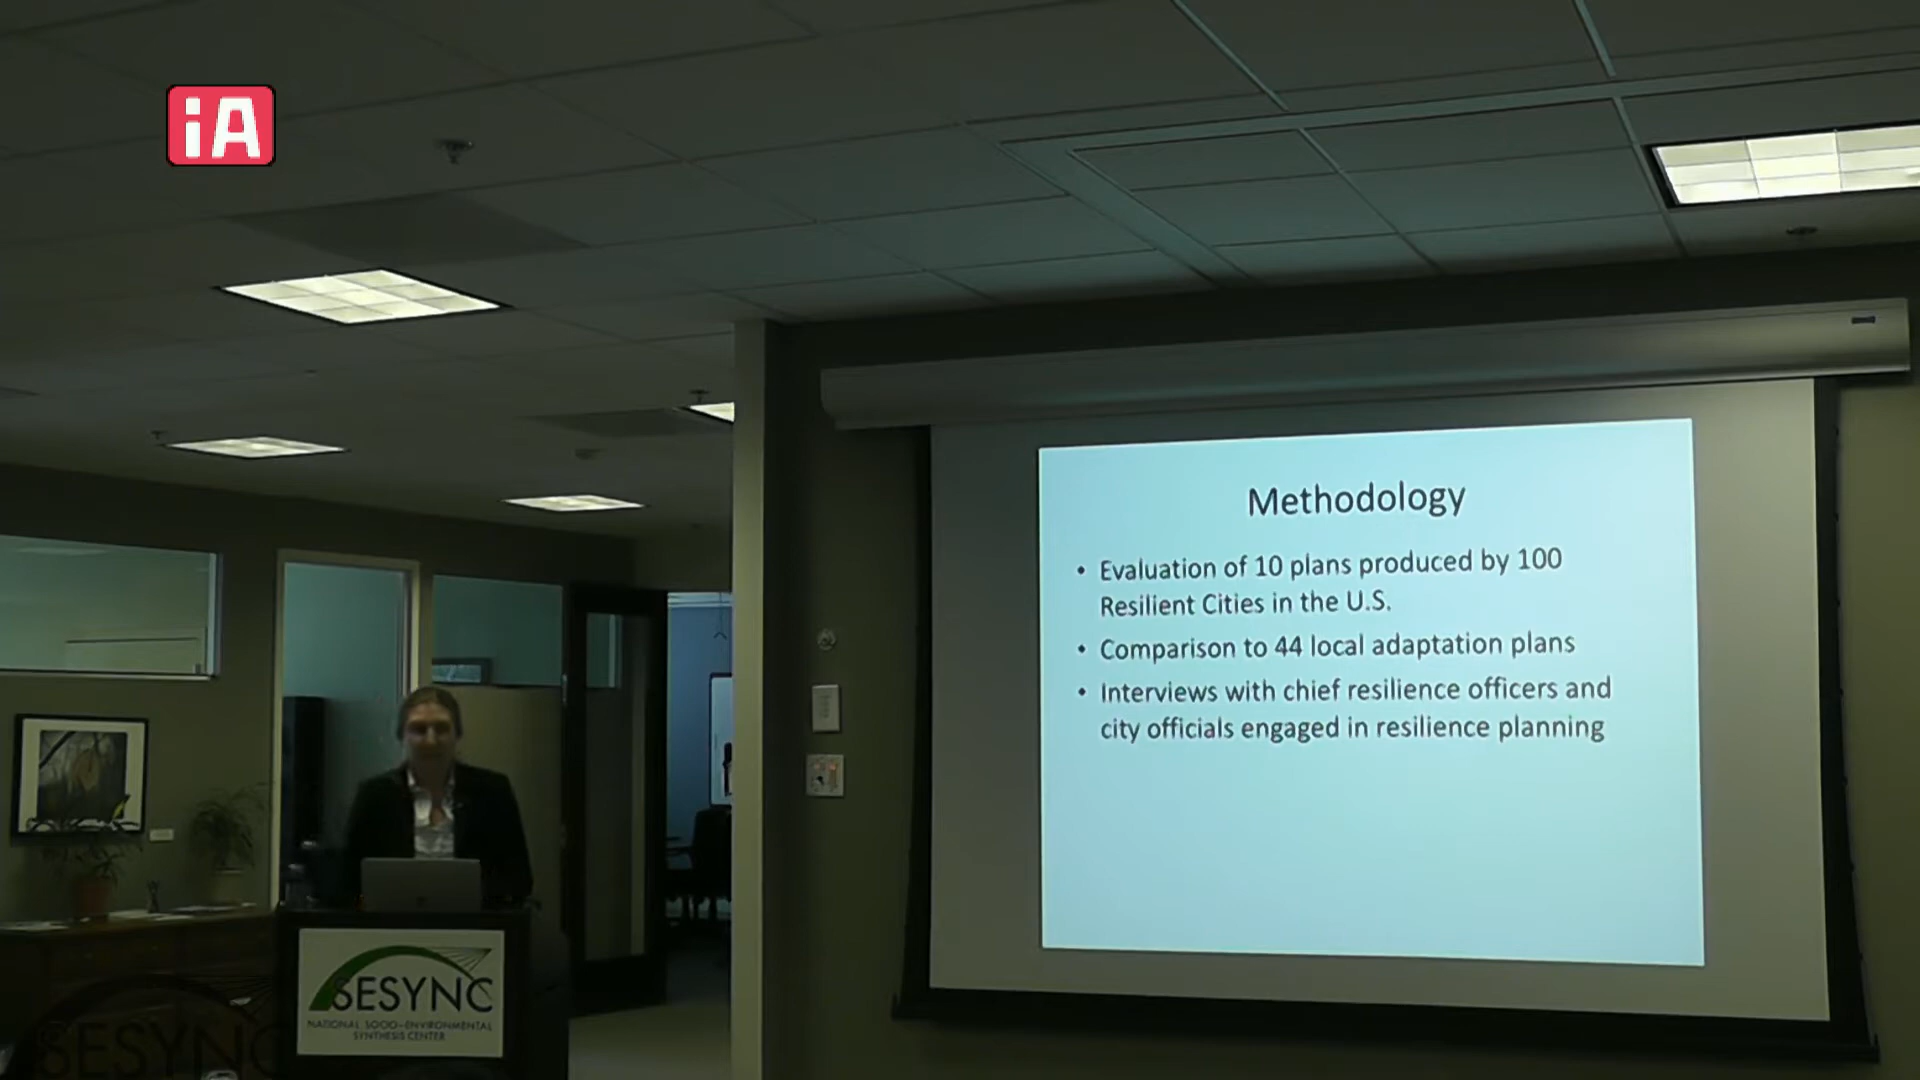 iA
Methodology
• Evaluation of 10 plans produced by 100
Resilient Cities in the U.S.
• Comparison to 44 local adaptation plans
• Interviews with chief resilience officers and
city officials engaged in resilience planning
SESYNC
NATIONAL SOCIO-ENVIRONMENTAL
SYNTHESIS CENTER
SESYNC